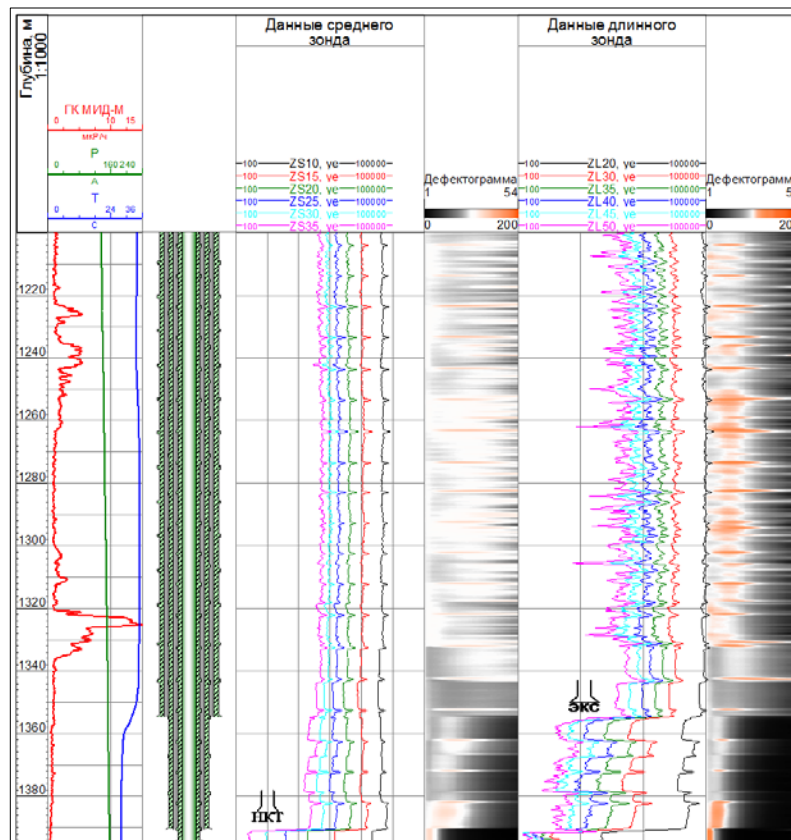 Глубина, м
1:1000
Данные среднего
зонда
Данные длинного
зонда
ГК МИД-М
0 10 15
мкР/ч
P
0 160 240
А
Т
0 24 36
С
100 ZS10, уе 100000
100 ZS15, уе 100000
100 ZS20, уе 100000
100 ZS25, уе 100000
100 ZS30, уе 100000
100 ZS35, уе 100000
Дефектограмма
1 54
0 200
100 ZL20, уе 100000
100 ZL30, уе 100000
100 ZL35, уе 100000
100 ZL40, уе 100000
100 ZL45, уе 100000
100 ZL50, уе 100000
Дефектограмма
1 5
0 20
1220
1240
1260
1280
1300
1320
1340
1360
1380
ЭКС
НКТ